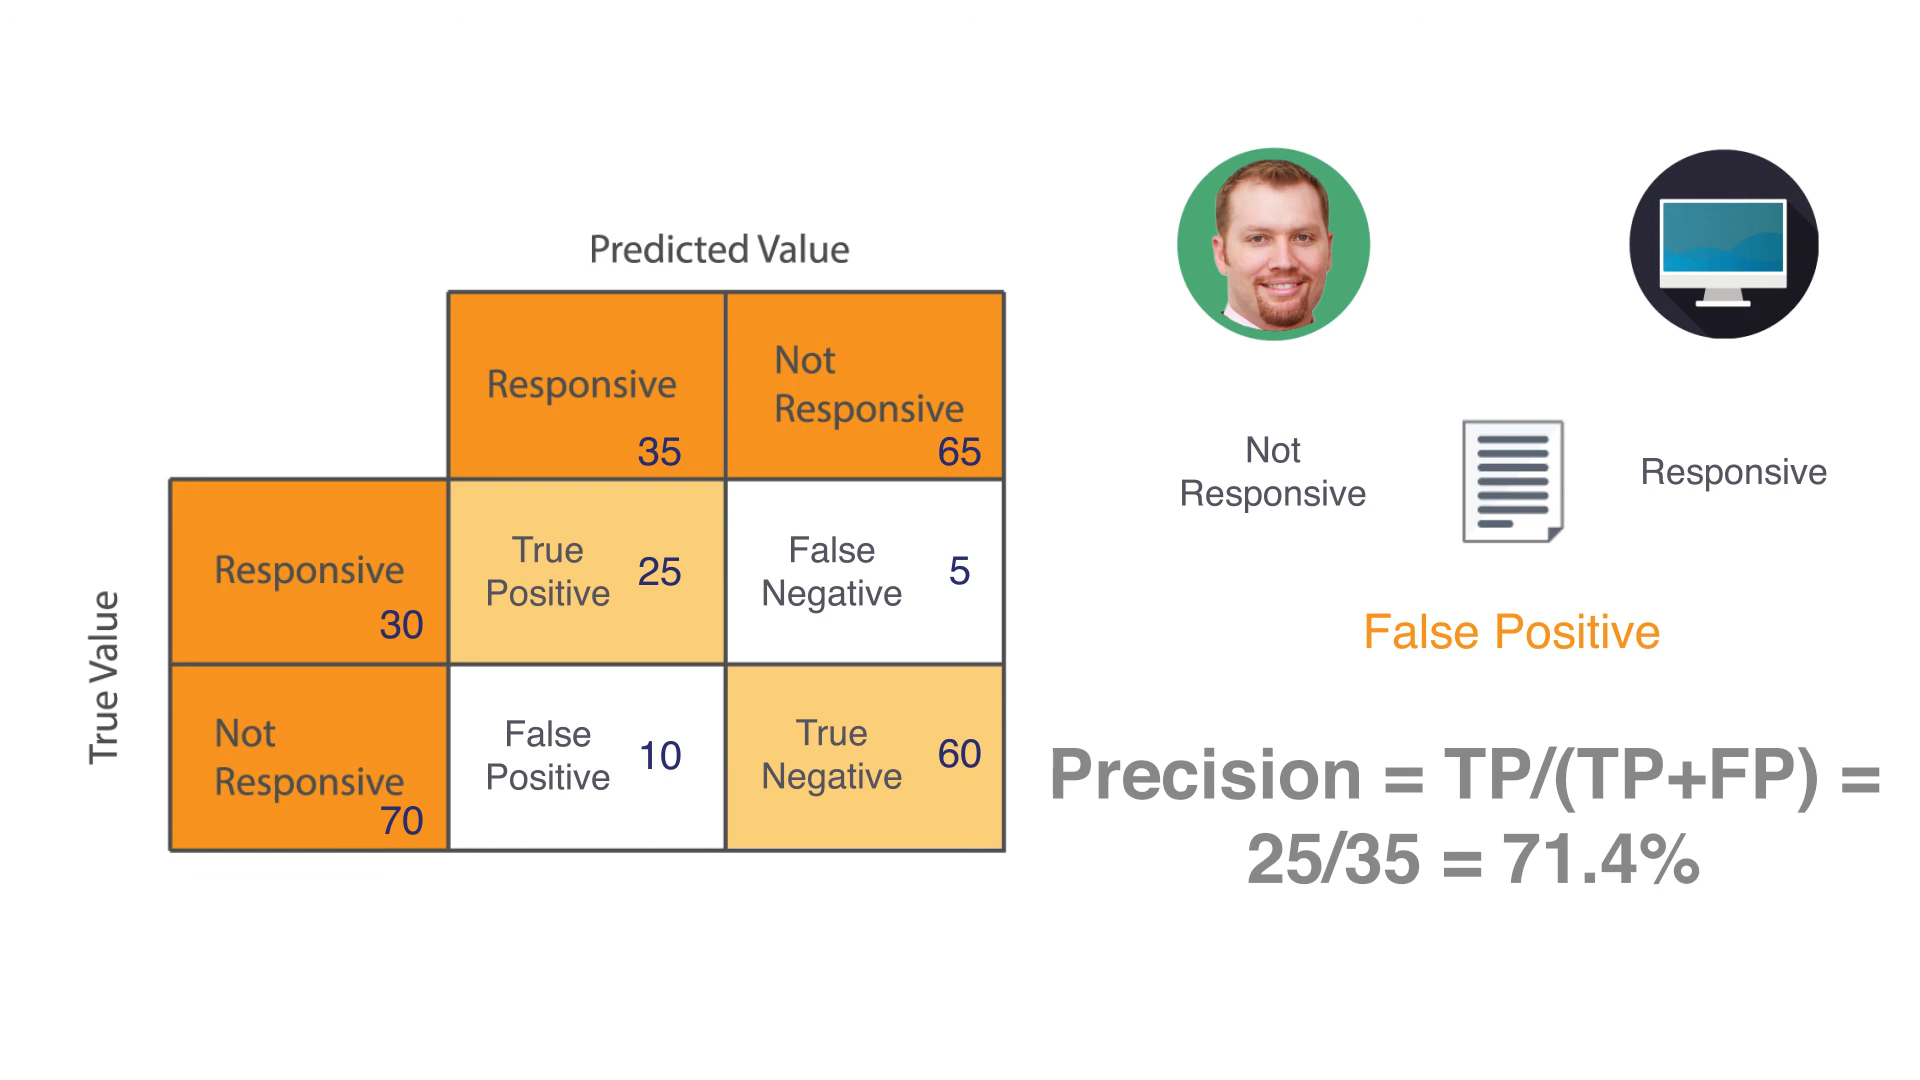 Predicted Value
Responsive
35
Not
Responsive
65
True Value
Responsive
30
True
Positive
25
False
Negative
5
Not
Responsive
70
False
Positive
10
True
Negative
60
Not
Responsive
Responsive
False Positive
Precision = TP/(TP+FP) =
25/35 = 71.4%